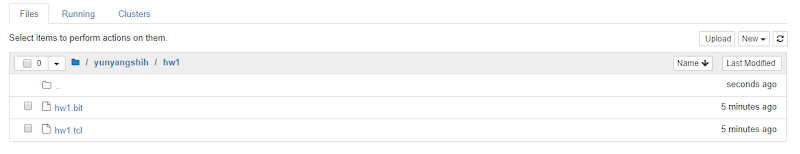 Files Running Clusters
Select items to perform actions on them.
Upload New
0 / yunyangshih / hw1 Name Last Modified
.. seconds ago
hw1.bit 5 minutes ago
hw1.tcl 5 minutes ago